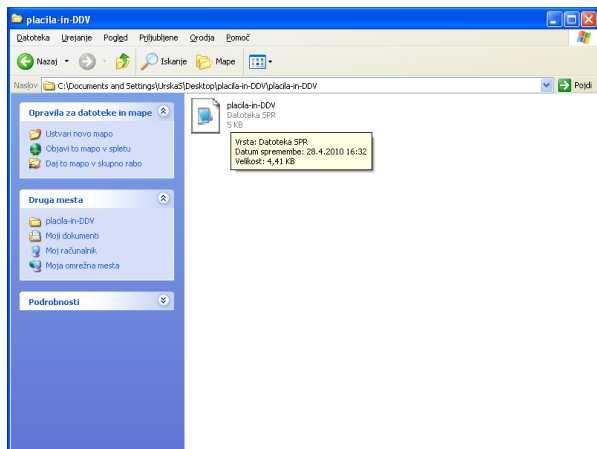 placila-in-DDV
Datoteka Urejanje Pogled Priljubljene Orodja Pomoč
Nazaj Iskanje Mape
Naslov C:\Documents and Settings\UrskaS\Desktop\placila-in-DDV\placila-in-DDV Pojdi
Opravila za datoteke in mape
Ustvari novo mapo
Objavi to mapo v spletu
Daj to mapo v skupno rabo
Druga mesta
placila-in-DDV
Moji dokumenti
Moj računalnik
Moja omrežna mesta
Podrobnosti
placila-in-DDV
Datoteka SPR
5 KB
Vrsta: Datoteka SPR
Datum spremembe: 28.4.2010 16:32
Velikost: 4,41 KB